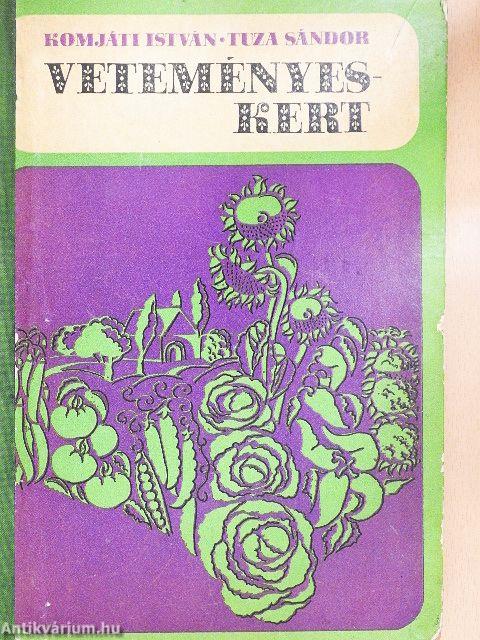 KOMJÁTI ISTVÁN • TUZA SÁNDOR
VETEMÉNYES-
KERT
Antikvárium.hu